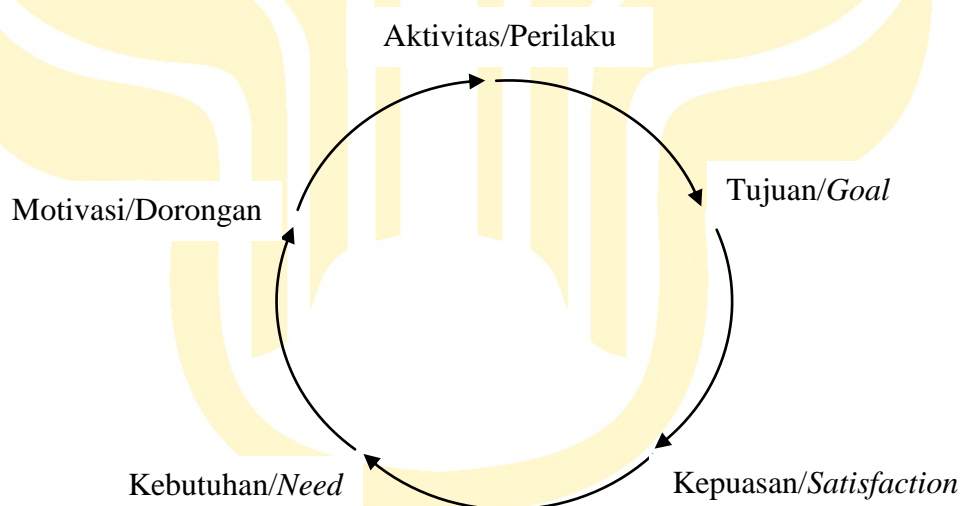 Aktivitas/Perilaku
Tujuan/Goal
Motivasi/Dorongan
Kebutuhan/Need
Kepuasan/Satisfaction